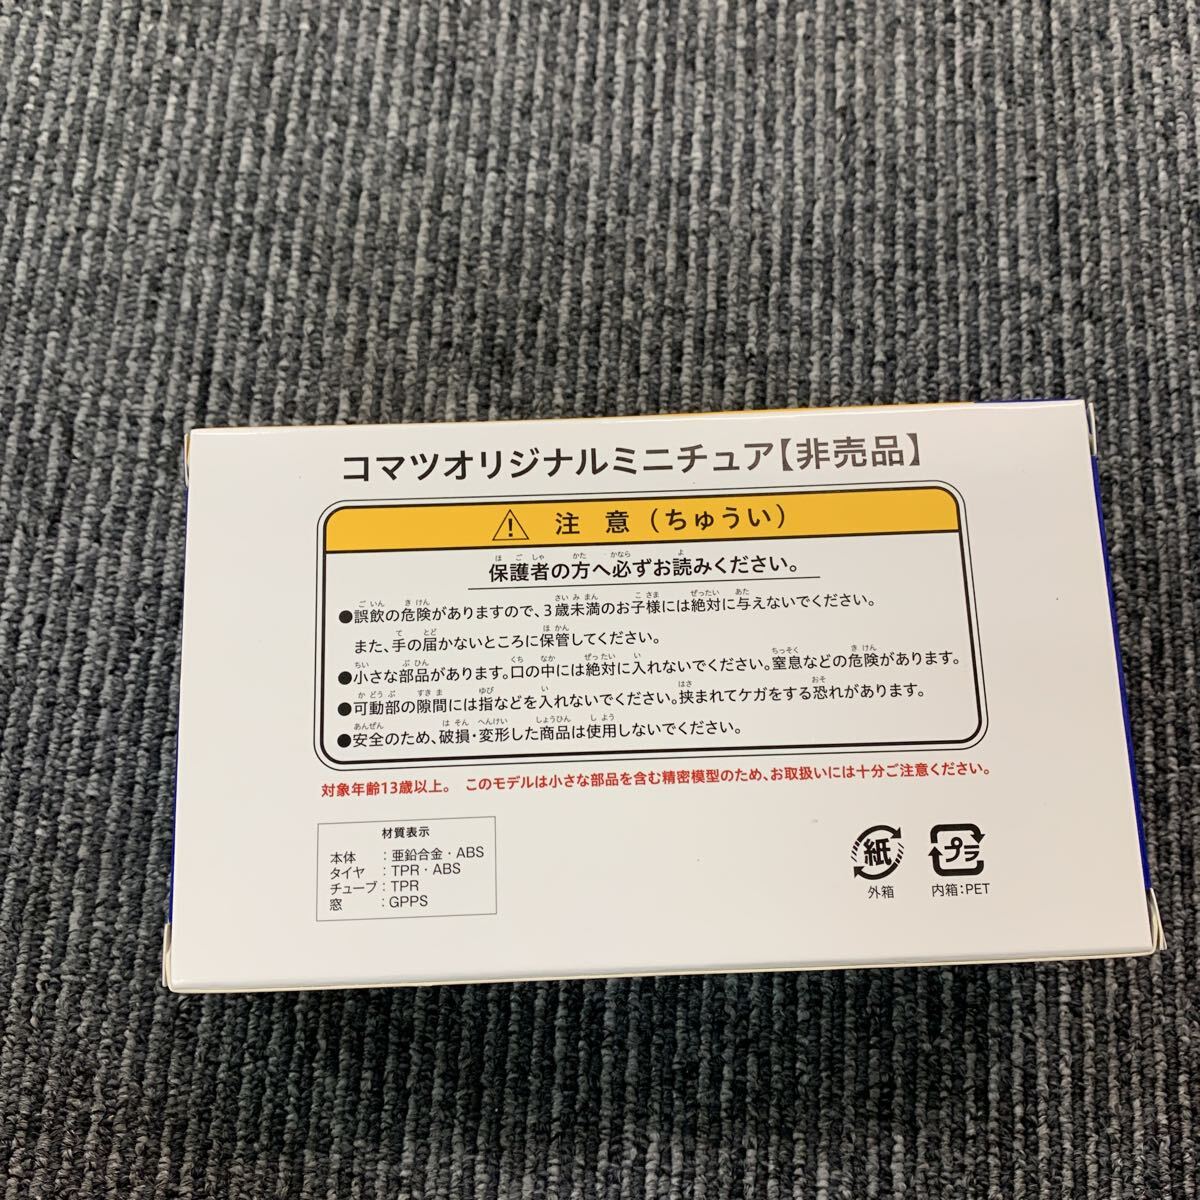 コマツオリジナルミニチュア【非売品】
注 意（ちゅうい）
保護者の方へ必ずお読みください。
●誤飲の危険がありますので、3歳未満のお子様には絶対に与えないでください。
また、手の届かないところに保管してください。
●小さな部品があります。口の中には絶対に入れないでください。窒息などの危険があります。
●可動部の隙間には指などを入れないでください。挟まれてケガをする恐れがあります。
●安全のため、破損・変形した商品は使用しないでください。
対象年齢13歳以上。 このモデルは小さな部品を含む精密模型のため、お取扱いには十分ご注意ください。
材質表示
本体 : 亜鉛合金・ABS
タイヤ : TPR・ABS
チューブ : TPR
窓 : GPPS
紙
外箱
プラ
内箱：PET